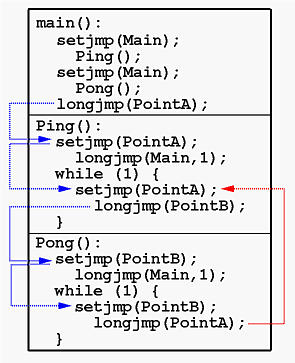 main():
setjmp(Main);
Ping();
setjmp(Main);
Pong();
longjmp(PointA);
Ping():
setjmp(PointA);
longjmp(Main,1);
while (1) {
setjmp(PointA);
longjmp(PointB);
}
Pong():
setjmp(PointB);
longjmp(Main,1);
while (1) {
setjmp(PointB);
longjmp(PointA);
}